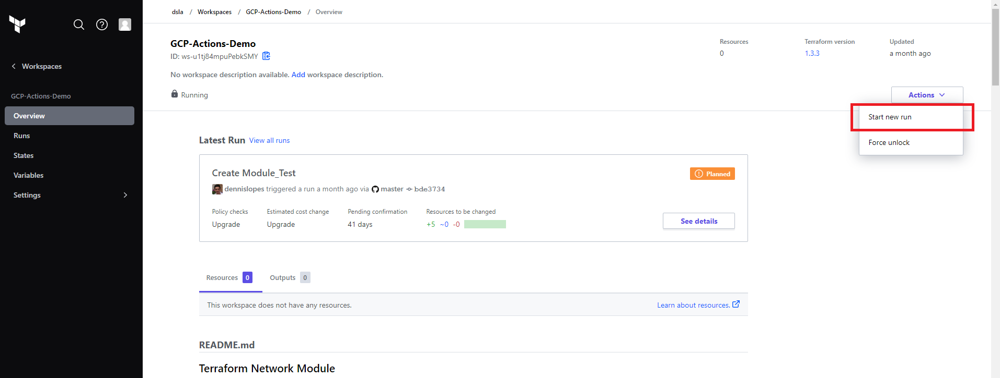 dsla / Workspaces / GCP-Actions-Demo / Overview
Workspaces
GCP-Actions-Demo
Overview
Runs
States
Variables
Settings
GCP-Actions-Demo
ID: ws-u1tj84mpuPebkSMY
No workspace description available. Add workspace description.
Running
Resources
0
Terraform version
1.3.3
Updated
a month ago
Actions
Start new run
Force unlock
Latest Run View all runs
Create Module_Test
Planned
dennislopes triggered a run a month ago via master bde3734
Policy checks
Upgrade
Estimated cost change
Upgrade
Pending confirmation
41 days
Resources to be changed
+5 ~0 -0
See details
Resources 0 Outputs 0
This workspace does not have any resources.
Learn about resources.
README.md
Terraform Network Module